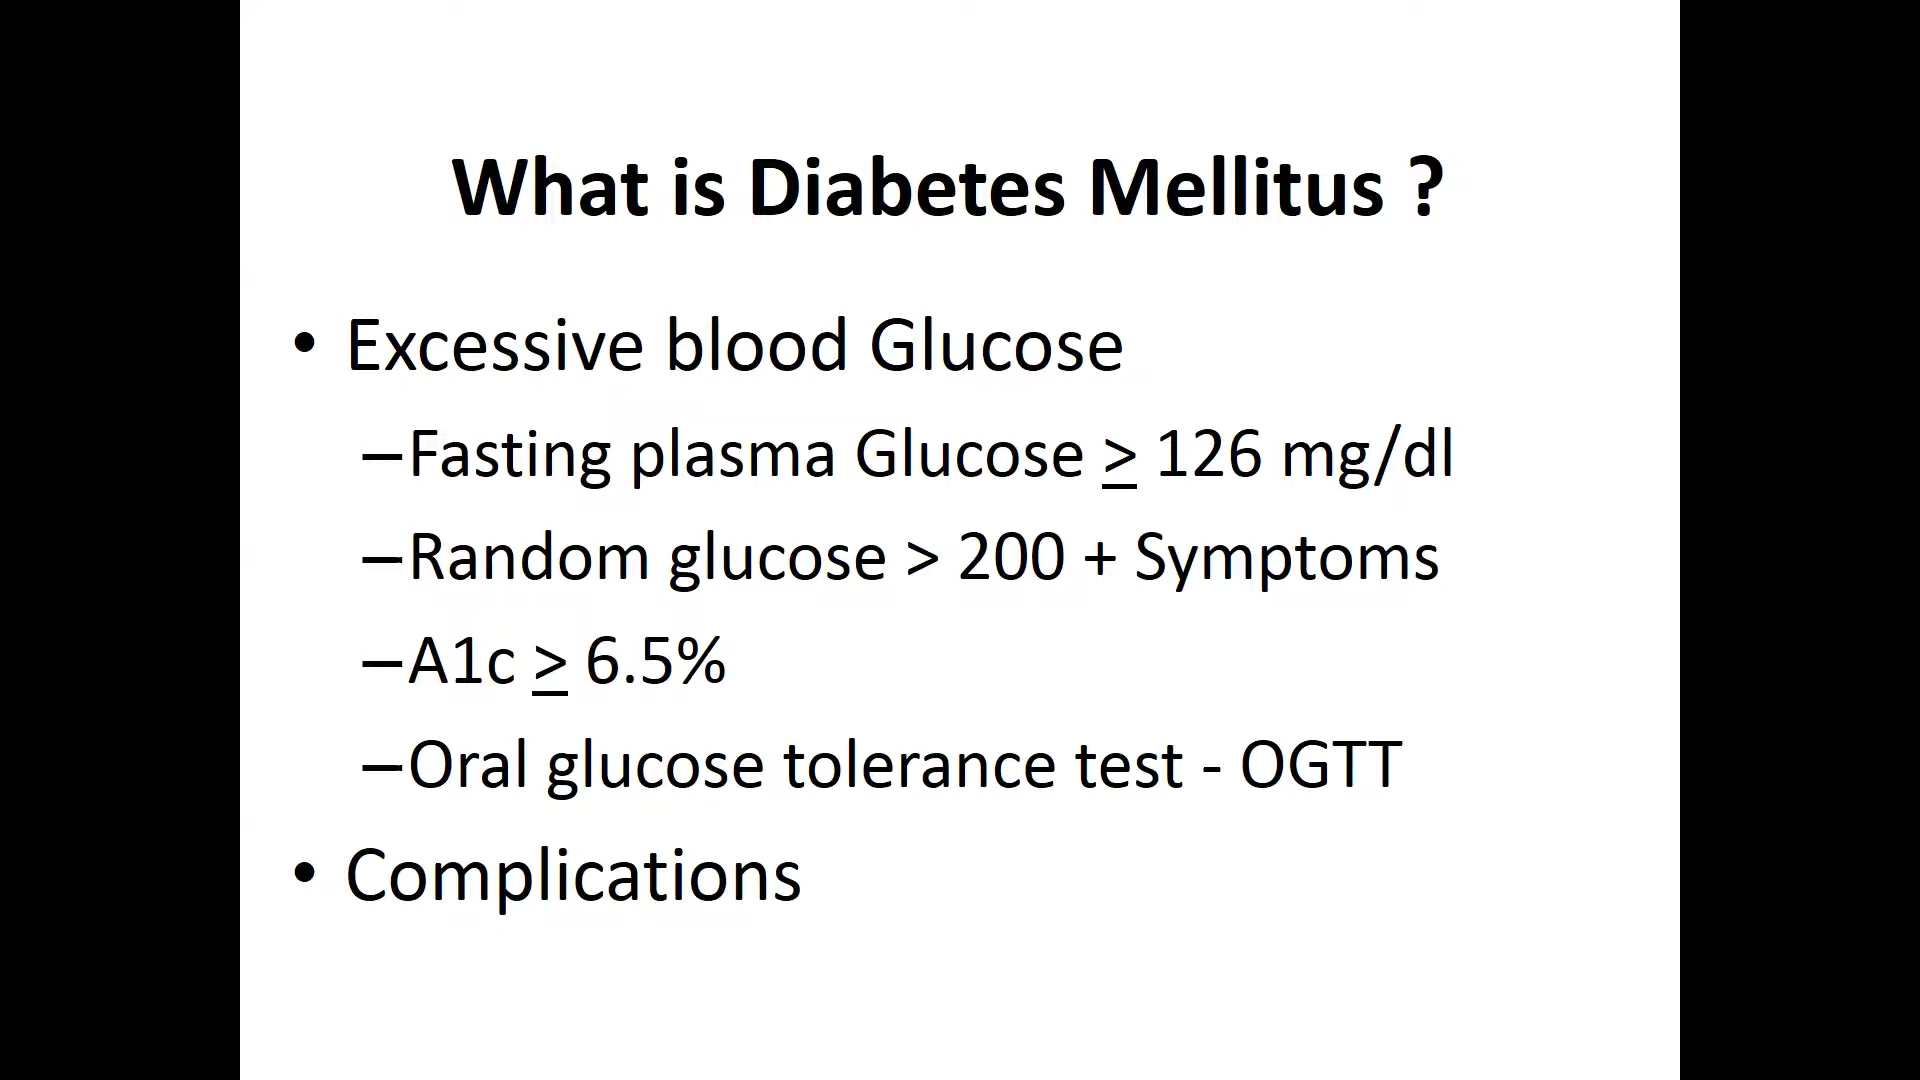 What is Diabetes Mellitus ?
• Excessive blood Glucose
–Fasting plasma Glucose ≥ 126 mg/dl
–Random glucose > 200 + Symptoms
–A1c ≥ 6.5%
–Oral glucose tolerance test - OGTT
• Complications